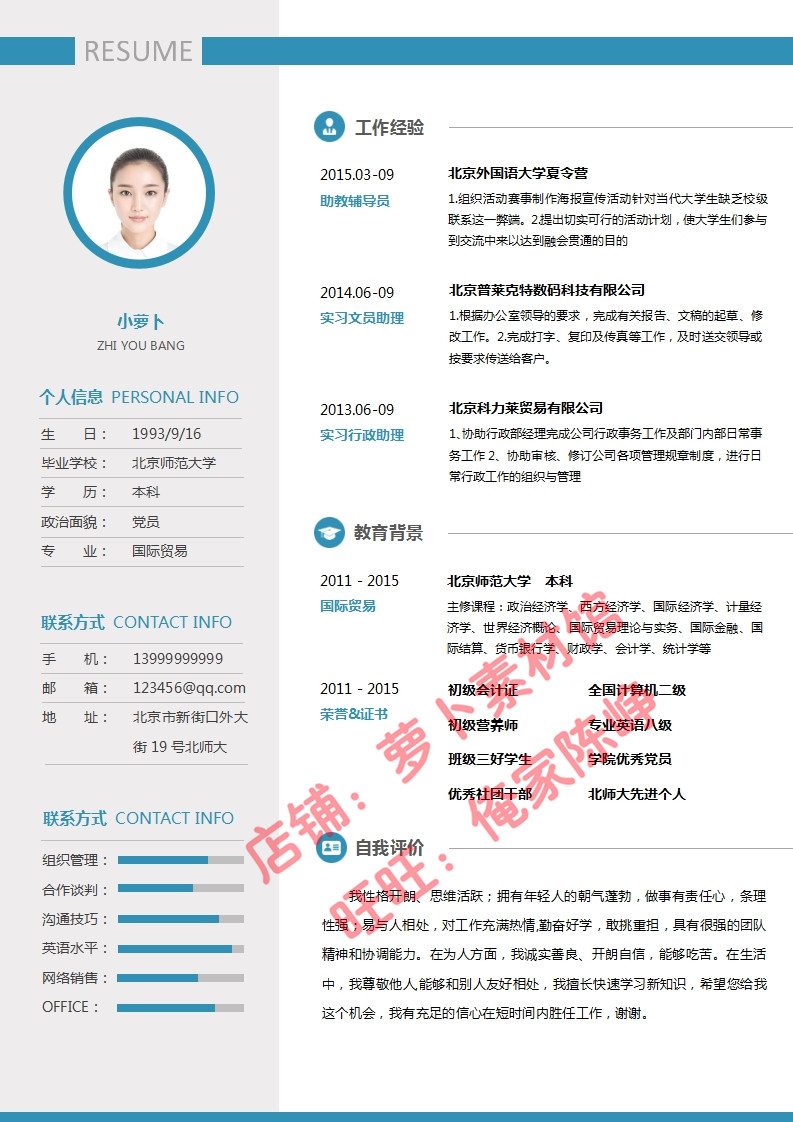 RESUME
小萝卜
ZHI YOU BANG
个人信息 PERSONAL INFO
生 日： 1993/9/16
毕业学校： 北京师范大学
学 历： 本科
政治面貌： 党员
专 业： 国际贸易
联系方式 CONTACT INFO
手 机： 13999999999
邮 箱： 123456@qq.com
地 址： 北京市新街口外大
街 19 号北师大
联系方式 CONTACT INFO
组织管理：
合作谈判：
沟通技巧：
英语水平：
网络销售：
OFFICE：
工作经验
2015.03-09 北京外国语大学夏令营
助教辅导员
1.组织活动赛事制作海报宣传活动针对当代大学生缺乏校级
联系这一弊端。2.提出切实可行的活动计划，使大学生们参与
到交流中来以达到融会贯通的目的
2014.06-09 北京普莱克特数码科技有限公司
实习文员助理
1.根据办公室领导的要求，完成有关报告、文稿的起草、修
改工作。2.完成打字、复印及传真等工作，及时送交领导或
按要求传送给客户。
2013.06-09 北京科力莱贸易有限公司
实习行政助理
1、协助行政部经理完成公司行政事务工作及部门内部日常事
务工作 2、协助审核、修订公司各项管理规章制度，进行日
常行政工作的组织与管理
教育背景
2011 - 2015 北京师范大学 本科
国际贸易
主修课程：政治经济学、西方经济学、国际经济学、计量经
济学、世界经济概论、国际贸易理论与实务、国际金融、国
际结算、货币银行学、财政学、会计学、统计学等
2011 - 2015 初级会计证 全国计算机二级
荣誉&证书
初级营养师 专业英语八级
班级三好学生 学院优秀党员
优秀社团干部 北师大先进个人
自我评价
我性格开朗、思维活跃；拥有年轻人的朝气蓬勃，做事有责任心，条理
性强；易与人相处，对工作充满热情,勤奋好学，敢挑重担，具有很强的团队
精神和协调能力。在为人方面，我诚实善良、开朗自信，能够吃苦。在生活
中，我尊敬他人,能够和别人友好相处，我擅长快速学习新知识，希望您给我
这个机会，我有充足的信心在短时间内胜任工作，谢谢。
店铺：萝卜素材馆
旺旺：俺家陈峥